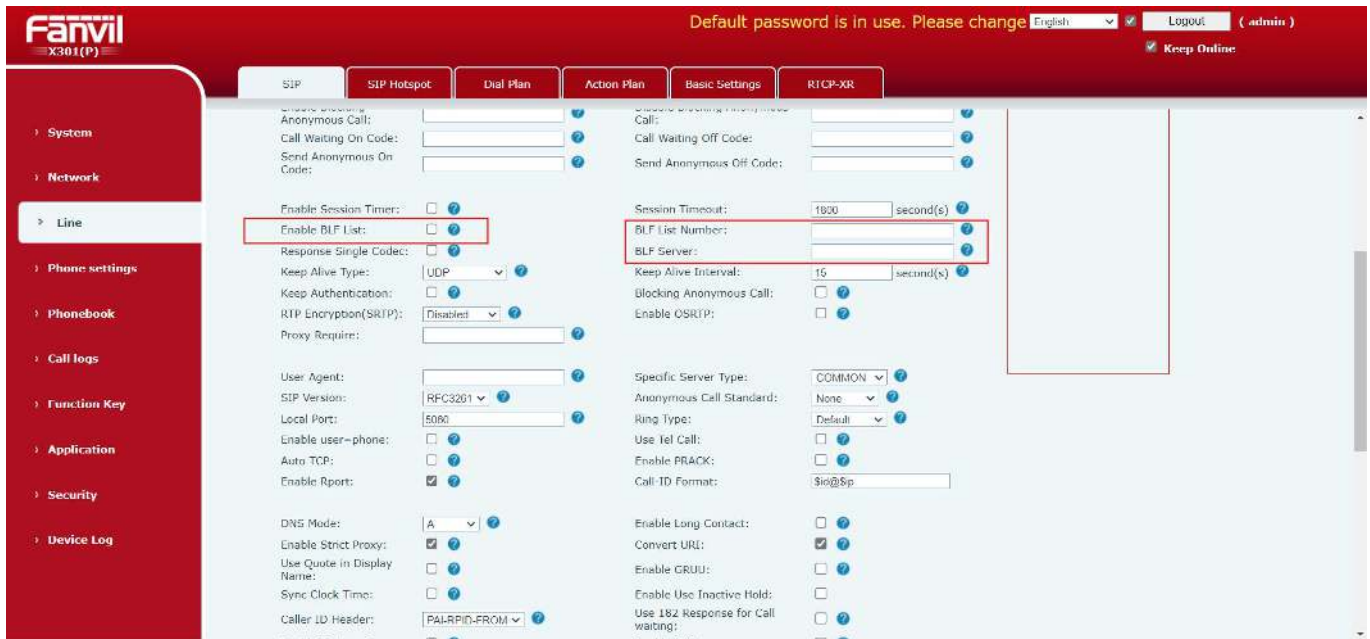 Fanvil
X301(P)
Default password is in use. Please change English Logout ( admin )
Keep Online
SIP SIP Hotspot Dial Plan Action Plan Basic Settings RTCP-XR
› System
› Network
› Line
› Phone settings
› Phonebook
› Call logs
› Function Key
› Application
› Security
› Device Log
Anonymous Call: Call:
Call Waiting On Code: Call Waiting Off Code:
Send Anonymous On Code: Send Anonymous Off Code:
Enable Session Timer: Session Timeout: 1800 second(s)
Enable BLF List: BLF List Number:
Response Single Codec: BLF Server:
Keep Alive Type: UDP Keep Alive Interval: 15 second(s)
Keep Authentication: Blocking Anonymous Call:
RTP Encryption(SRTP): Disabled Enable OSRTP:
Proxy Require:
User Agent: Specific Server Type: COMMON
SIP Version: RFC3261 Anonymous Call Standard: None
Local Port: 5060 Ring Type: Default
Enable user=phone: Use Tel Call:
Auto TCP: Enable PRACK:
Enable Rport: Call-ID Format: $id@$ip
DNS Mode: A Enable Long Contact:
Enable Strict Proxy: Convert URI:
Use Quote in Display Name: Enable GRUU:
Sync Clock Time: Enable Use Inactive Hold:
Caller ID Header: PAI-RPID-FROM Use 182 Response for Call waiting: